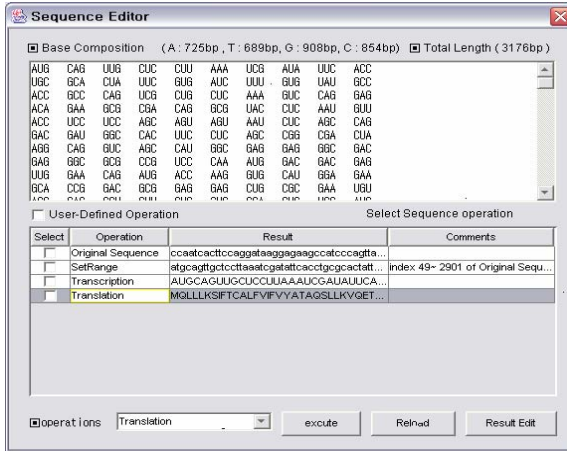 Sequence Editor
Base Composition (A : 725bp , T : 689bp, G : 908bp, C : 854bp) Total Length ( 3176bp )
AUG CAG UUG CUC CUU AAA UCG AUA UUC ACC
UGC GCA CUA UUC GUG AUC UUU GUG UAU GCC
ACC GCC CAG UCG CUG CUC AAA GUC CAG GAG
ACA GAA GCG CGA CAG GCG UAC CUC AAU GUU
ACC UCC UCC AGC AGU AGU AAU CUC AGC CAG
GAC GAU GGC CAC UUC CUC AGC CGG CGA CUA
AGG CAG GUC AGC CAU GGC GAG GAG GGC GAC
GAG GGC GCG CCG UCC CAA AUG GAC GAC GAG
UUG GAA CAG ACC AAG GUG CAU GGA GAA
GCA CCG GAC GCG GAG GAG CUG CGC GAA UGU
User-Defined Operation Select Sequence operation
Select Operation Result Comments
Original Sequence ccaatcacttccaggataaggagaagccatcccagtta...
SetRange atgcagttgctccttaaatcgatattcacctgcgcactatt... index 49~ 2901 of Original Sequ...
Transcription AUGCAGUUGCUCCUUAAAUCGAUAUUCA...
Translation MQLLLKSIFTCALFVIFVYATAQSLLKVQET...
operations Translation excute Reload Result Edit